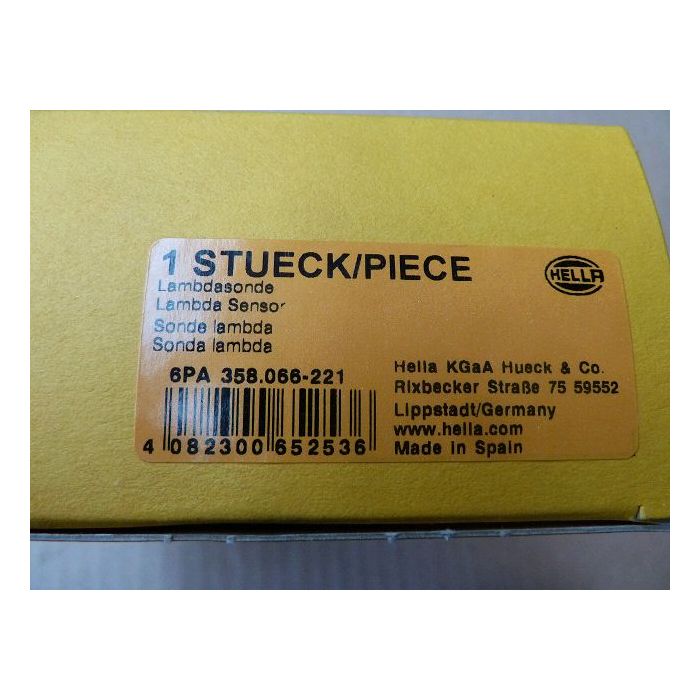 1 STUECK/PIECE
HELLA
Lambdasonde
Lambda Sensor
Sonde lambda
Sonda lambda
6PA 358.066-221
4 082300 652536
Hella KGaA Hueck & Co.
Rixbecker Straße 75 59552
Lippstadt/Germany
www.hella.com
Made in Spain